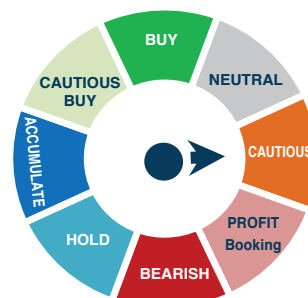 BUY
NEUTRAL
CAUTIOUS
PROFIT
Booking
BEARISH
HOLD
ACCUMULATE
CAUTIOUS
BUY